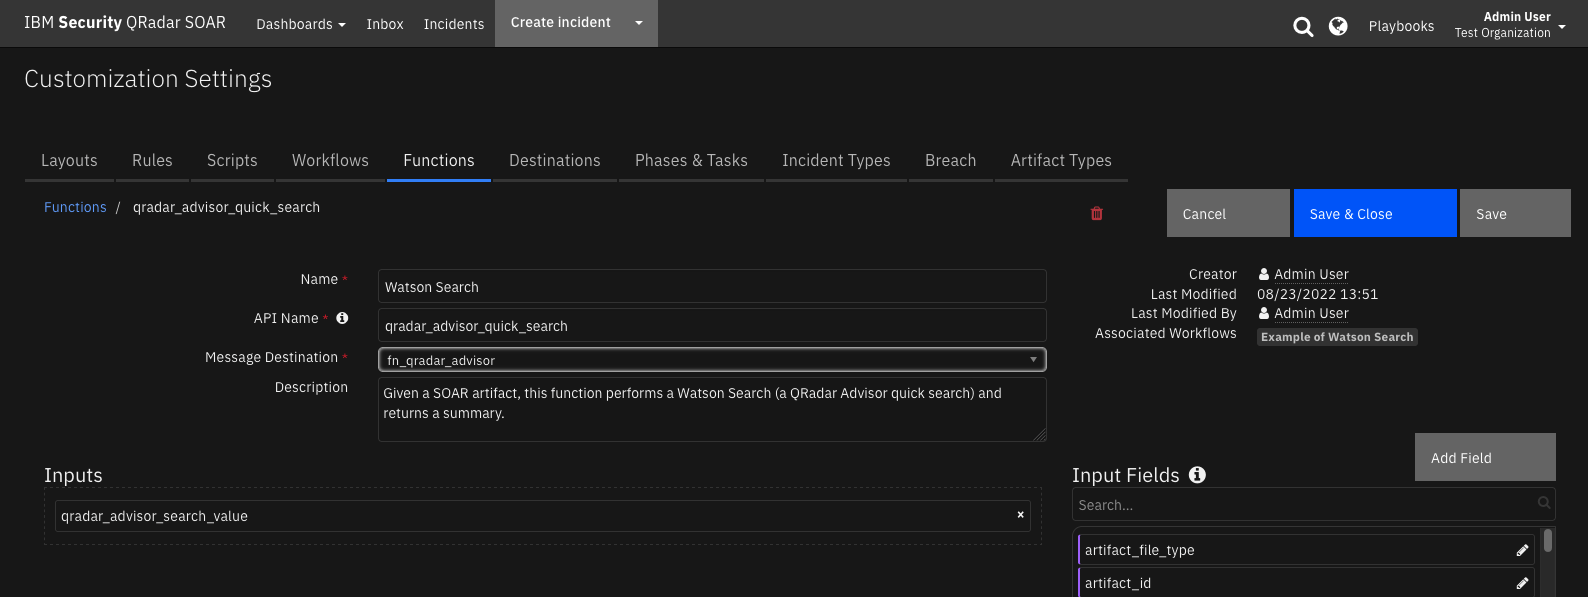 IBM Security QRadar SOAR Dashboards Inbox Incidents Create incident Playbooks Admin User
Test Organization
Customization Settings
Layouts Rules Scripts Workflows Functions Destinations Phases & Tasks Incident Types Breach Artifact Types
Functions / qradar_advisor_quick_search
Cancel Save & Close Save
Name * Watson Search
API Name * qradar_advisor_quick_search
Message Destination * fn_qradar_advisor
Description Given a SOAR artifact, this function performs a Watson Search (a QRadar Advisor quick search) and
returns a summary.
Creator Admin User
Last Modified 08/23/2022 13:51
Last Modified By Admin User
Associated Workflows Example of Watson Search
Inputs
qradar_advisor_search_value ×
Add Field
Input Fields
Search...
artifact_file_type
artifact_id